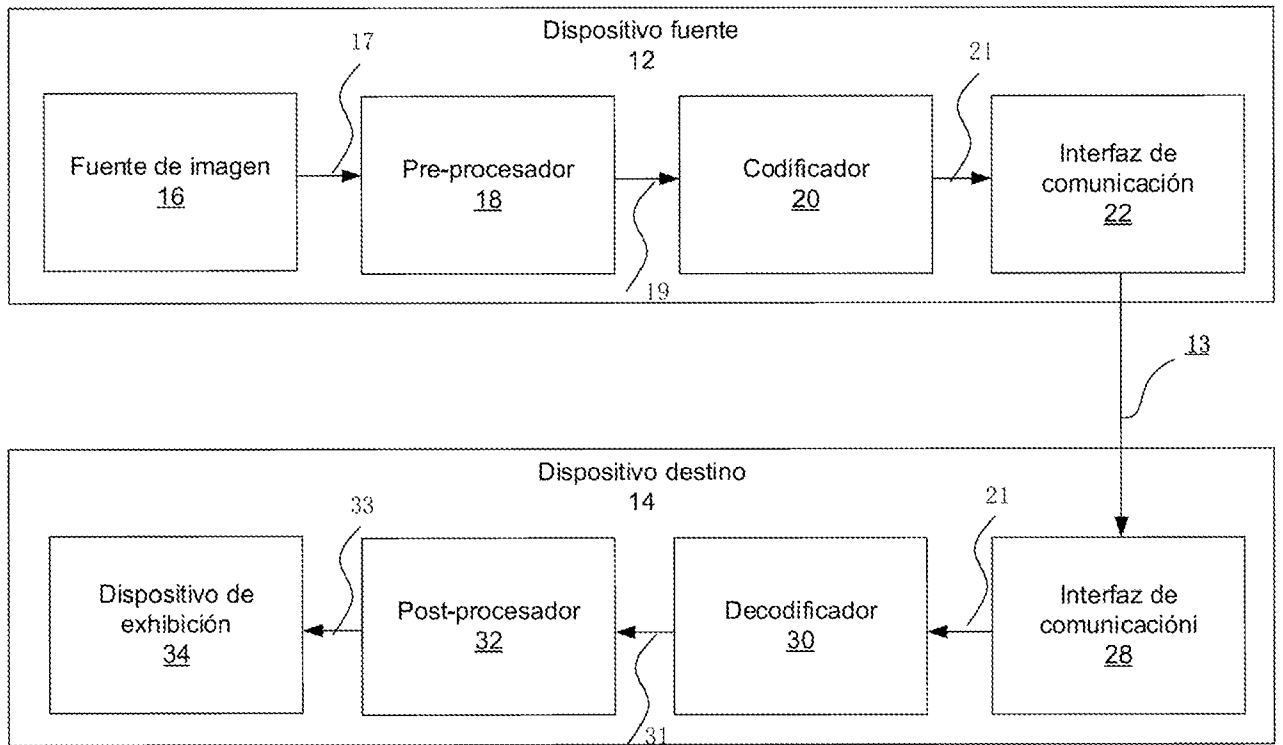 Dispositivo fuente
12
17
21
Fuente de imagen
16
Pre-procesador
18
Codificador
20
Interfaz de
comunicación
22
19
13
Dispositivo destino
14
33
21
Dispositivo de
exhibición
34
Post-procesador
32
Decodificador
30
Interfaz de
comunicacióni
28
31